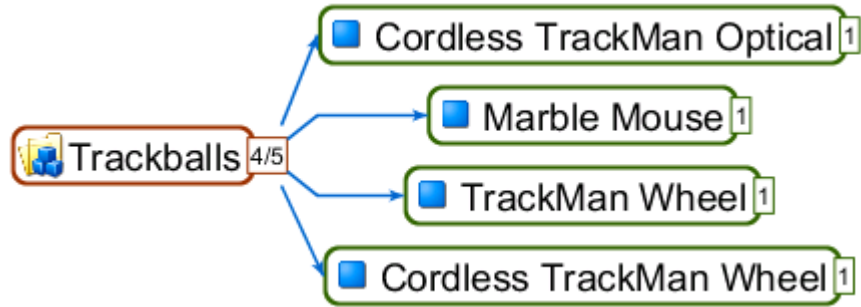 Cordless TrackMan Optical 1
Marble Mouse 1
Trackballs 4/5
TrackMan Wheel 1
Cordless TrackMan Wheel 1